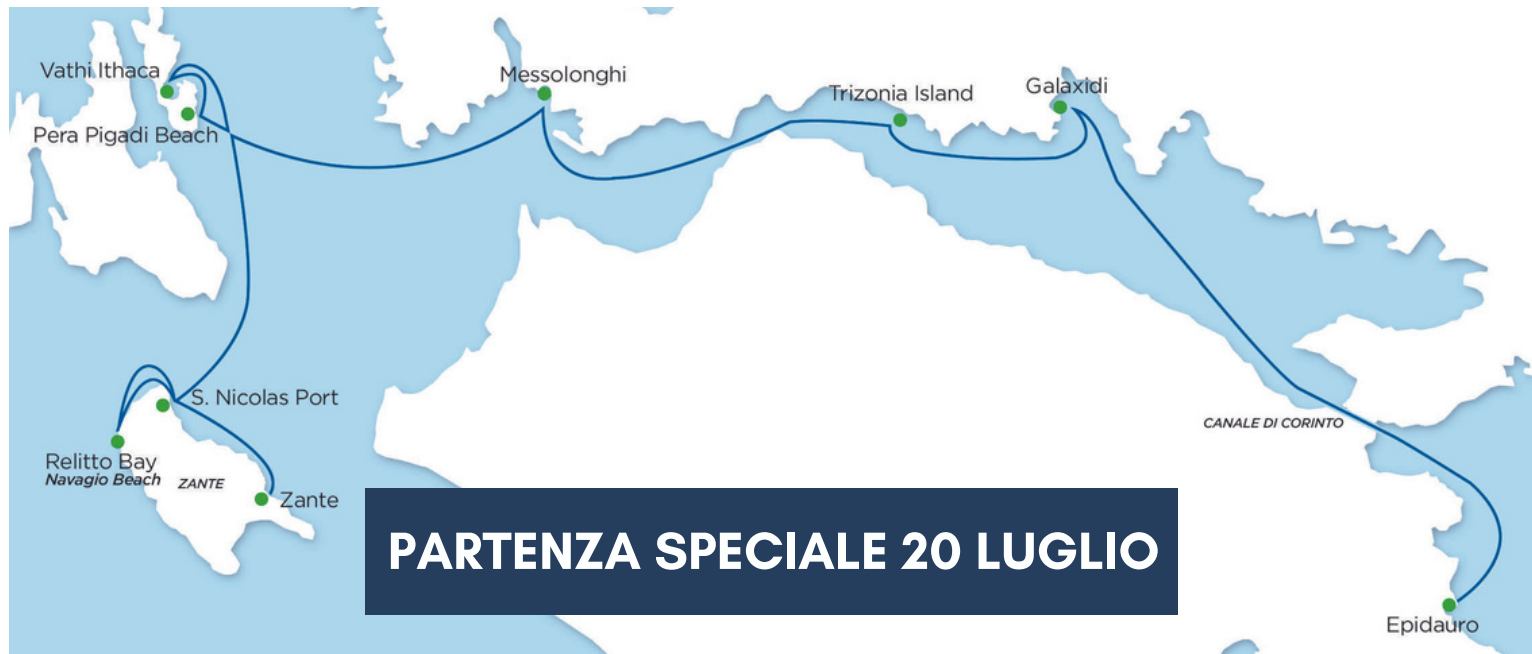 Vathi Ithaca
Pera Pigadi Beach
Messolonghi
Trizonia Island
Galaxidi
S. Nicolas Port
Relitto Bay
Navagio Beach
ZANTE
Zante
CANALE DI CORINTO
PARTENZA SPECIALE 20 LUGLIO
Epidauro